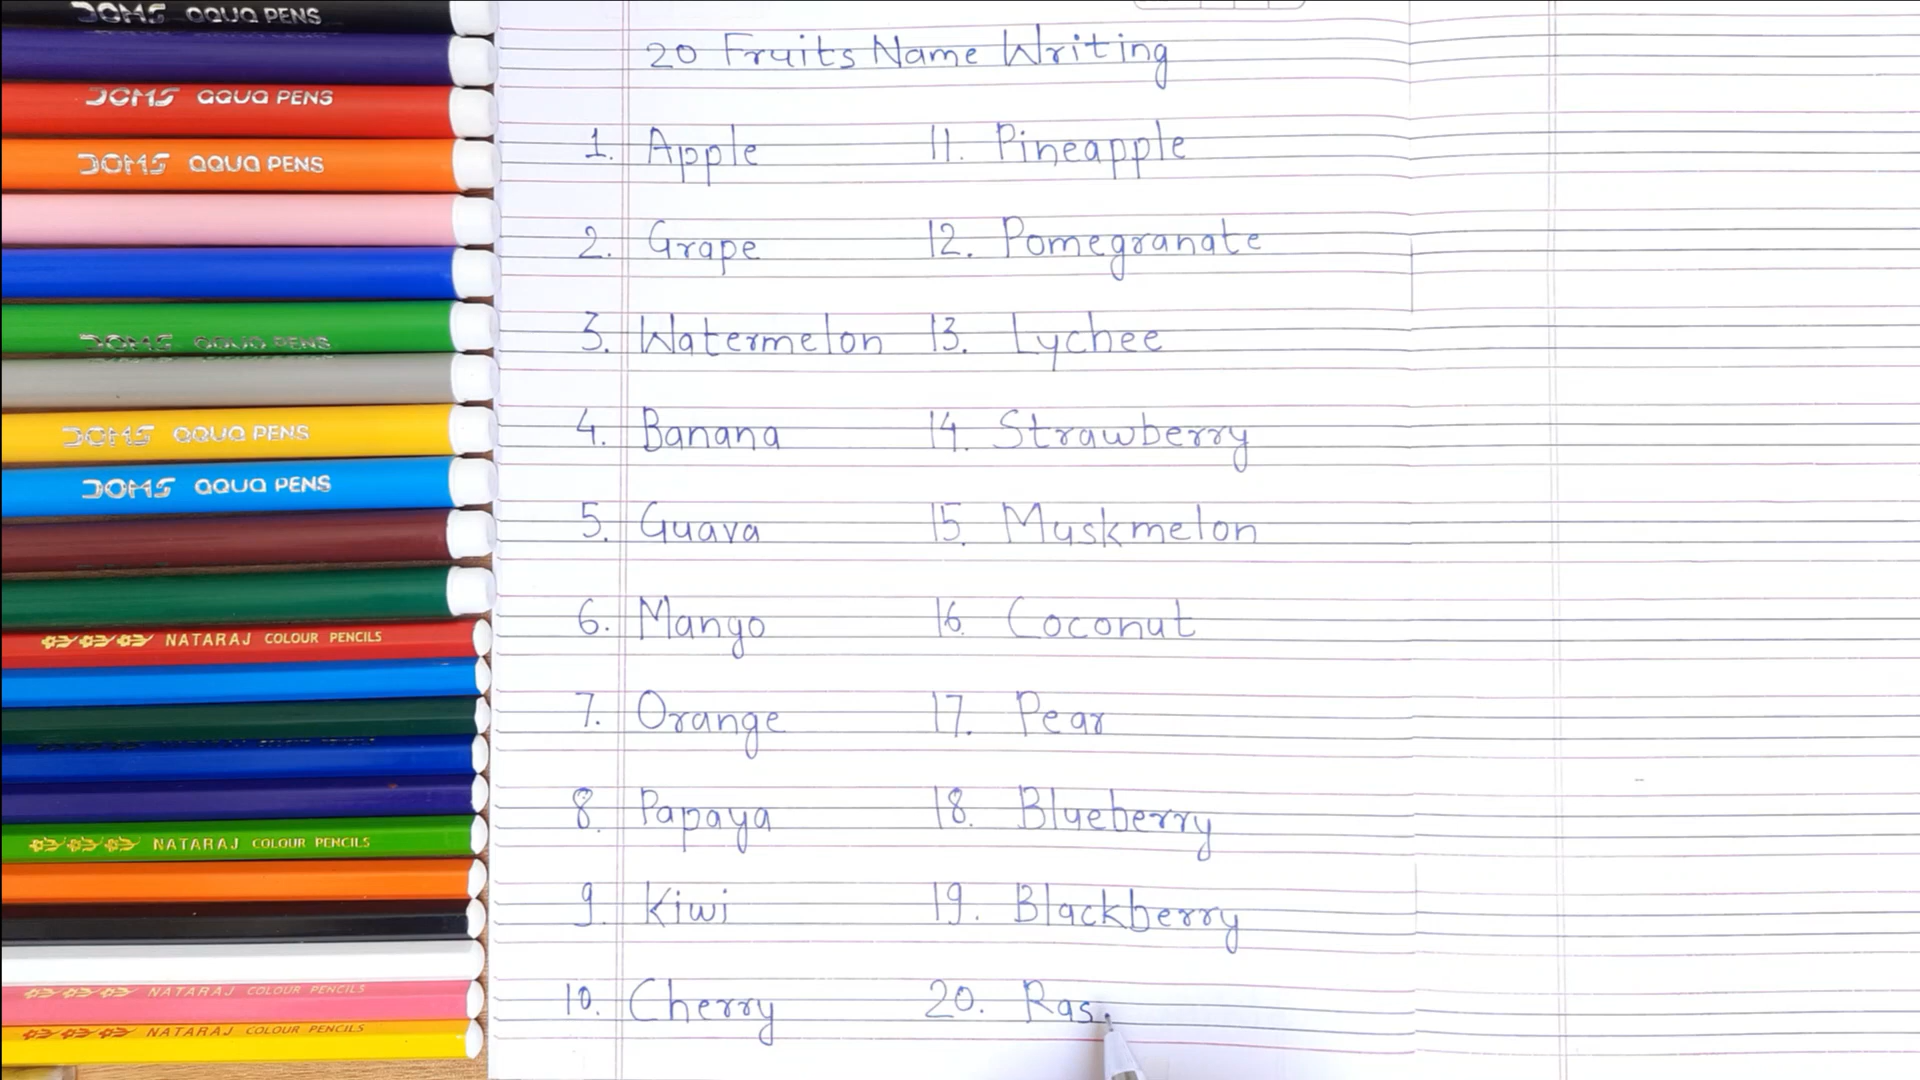 DOMS AQUA PENS
DOMS AQUA PENS
DOMS AQUA PENS
DOMS AQUA PENS
DOMS AQUA PENS
DOMS AQUA PENS
NATARAJ COLOUR PENCILS
NATARAJ COLOUR PENCILS
NATARAJ COLOUR PENCILS
NATARAJ COLOUR PENCILS
20 Fruits Name Writing
1. Apple 11. Pineapple
2. Grape 12. Pomegranate
3. Watermelon 13. Lychee
4. Banana 14. Strawberry
5. Guava 15. Muskmelon
6. Mango 16. Coconut
7. Orange 17. Pear
8. Papaya 18. Blueberry
9. Kiwi 19. Blackberry
10. Cherry 20. Ras